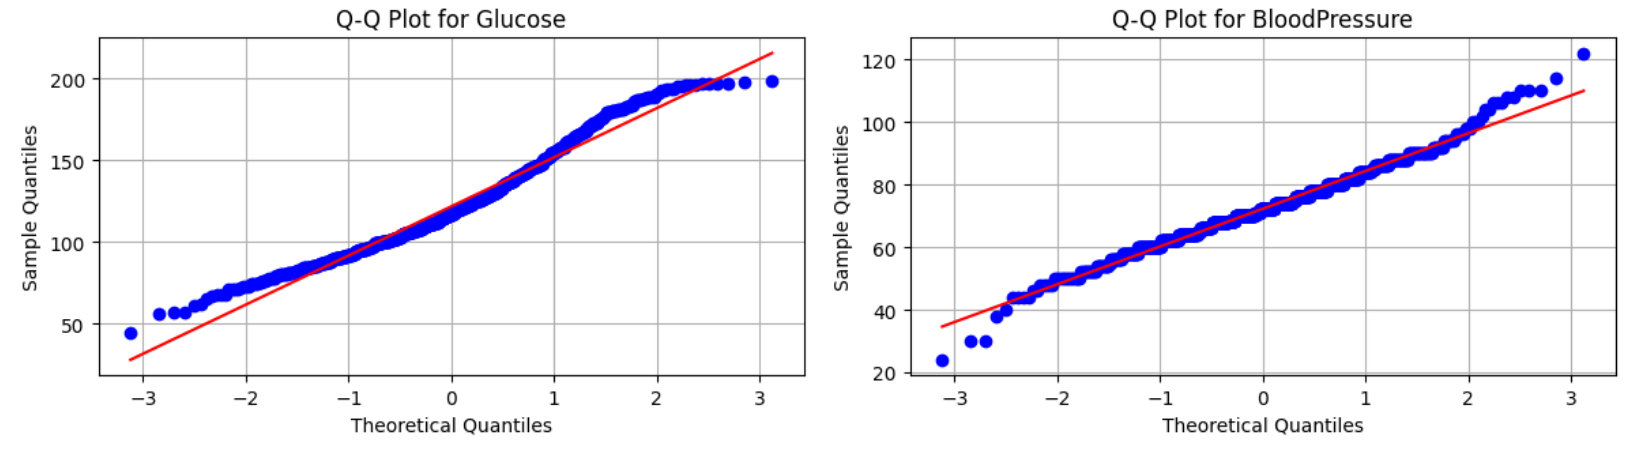 Q-Q Plot for Glucose
200
150
100
50
Sample Quantiles
−3 −2 −1 0 1 2 3
Theoretical Quantiles
Q-Q Plot for BloodPressure
120
100
80
60
40
20
Sample Quantiles
−3 −2 −1 0 1 2 3
Theoretical Quantiles